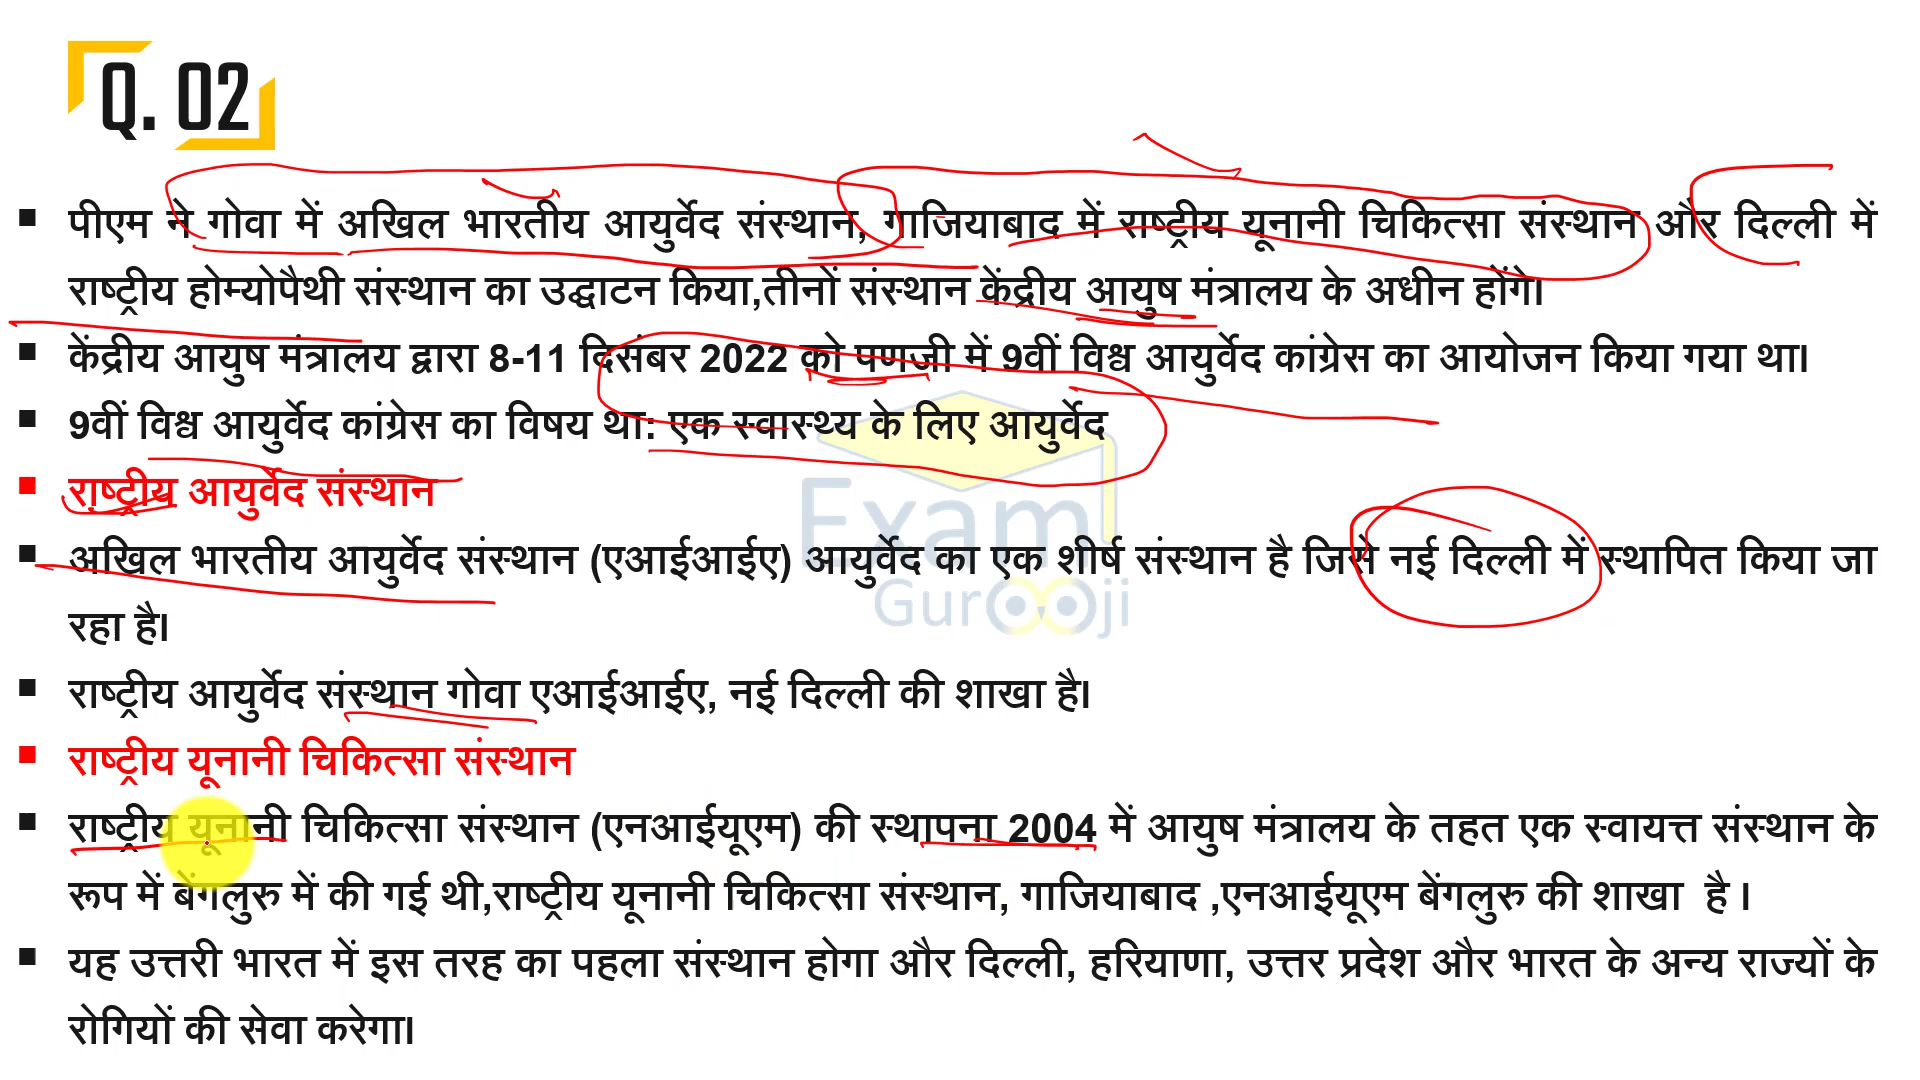 Q. 02
▪ पीएम ने गोवा में अखिल भारतीय आयुर्वेद संस्थान, गाजियाबाद में राष्ट्रीय यूनानी चिकित्सा संस्थान और दिल्ली में
राष्ट्रीय होम्योपैथी संस्थान का उद्घाटन किया,तीनों संस्थान केंद्रीय आयुष मंत्रालय के अधीन होंगे।
▪ केंद्रीय आयुष मंत्रालय द्वारा 8-11 दिसंबर 2022 को पणजी में 9वीं विश्व आयुर्वेद कांग्रेस का आयोजन किया गया था।
▪ 9वीं विश्व आयुर्वेद कांग्रेस का विषय था: एक स्वास्थ्य के लिए आयुर्वेद
▪ राष्ट्रीय आयुर्वेद संस्थान
▪ अखिल भारतीय आयुर्वेद संस्थान (एआईआईए) आयुर्वेद का एक शीर्ष संस्थान है जिसे नई दिल्ली में स्थापित किया जा
रहा है।
▪ राष्ट्रीय आयुर्वेद संस्थान गोवा एआईआईए, नई दिल्ली की शाखा है।
▪ राष्ट्रीय यूनानी चिकित्सा संस्थान
▪ राष्ट्रीय यूनानी चिकित्सा संस्थान (एनआईयूएम) की स्थापना 2004 में आयुष मंत्रालय के तहत एक स्वायत्त संस्थान के
रूप में बेंगलुरु में की गई थी,राष्ट्रीय यूनानी चिकित्सा संस्थान, गाजियाबाद ,एनआईयूएम बेंगलुरु की शाखा है ।
▪ यह उत्तरी भारत में इस तरह का पहला संस्थान होगा और दिल्ली, हरियाणा, उत्तर प्रदेश और भारत के अन्य राज्यों के
रोगियों की सेवा करेगा।
Exam
Gurooji